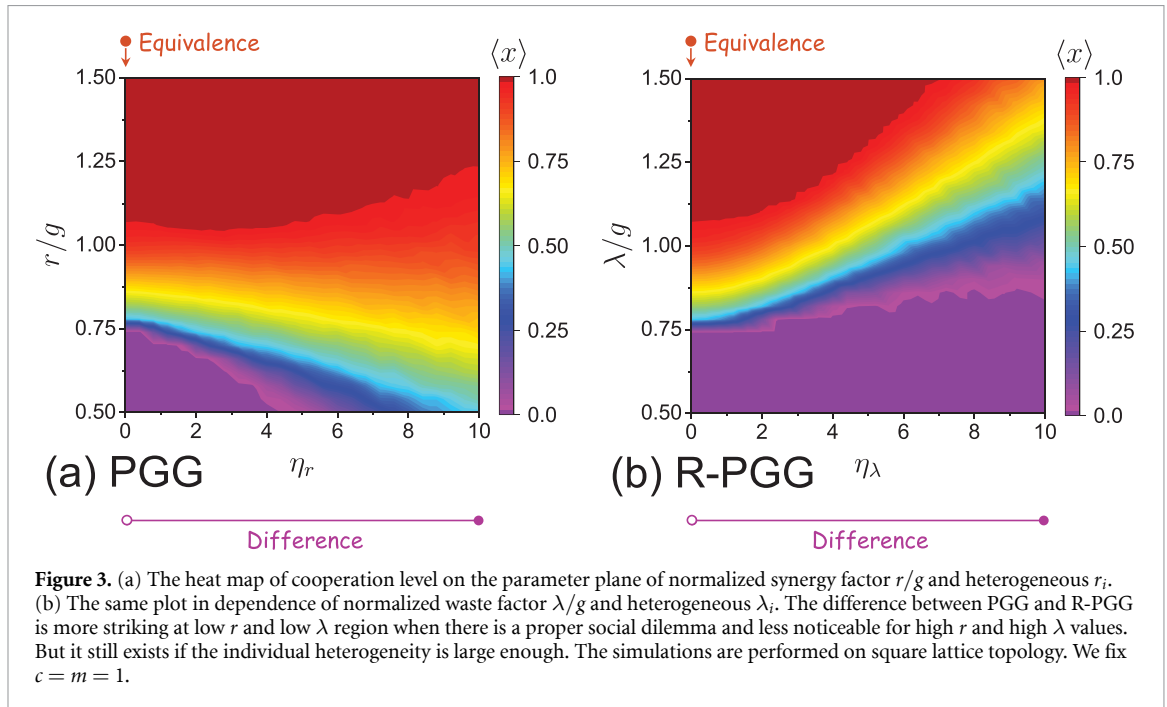 Equivalence
⟨x⟩
1.50
1.25
1.00
0.75
0.50
r/g
0 2 4 6 8 10
1.0
0.75
0.50
0.25
0.0
(a) PGG
η_r
Difference
Equivalence
⟨x⟩
1.50
1.25
1.00
0.75
0.50
λ/g
0 2 4 6 8 10
1.0
0.75
0.50
0.25
0.0
(b) R-PGG
η_λ
Difference
Figure 3. (a) The heat map of cooperation level on the parameter plane of normalized synergy factor r/g and heterogeneous r_i.
(b) The same plot in dependence of normalized waste factor λ/g and heterogeneous λ_i. The difference between PGG and R-PGG
is more striking at low r and low λ region when there is a proper social dilemma and less noticeable for high r and high λ values.
But it still exists if the individual heterogeneity is large enough. The simulations are performed on square lattice topology. We fix
c = m = 1.